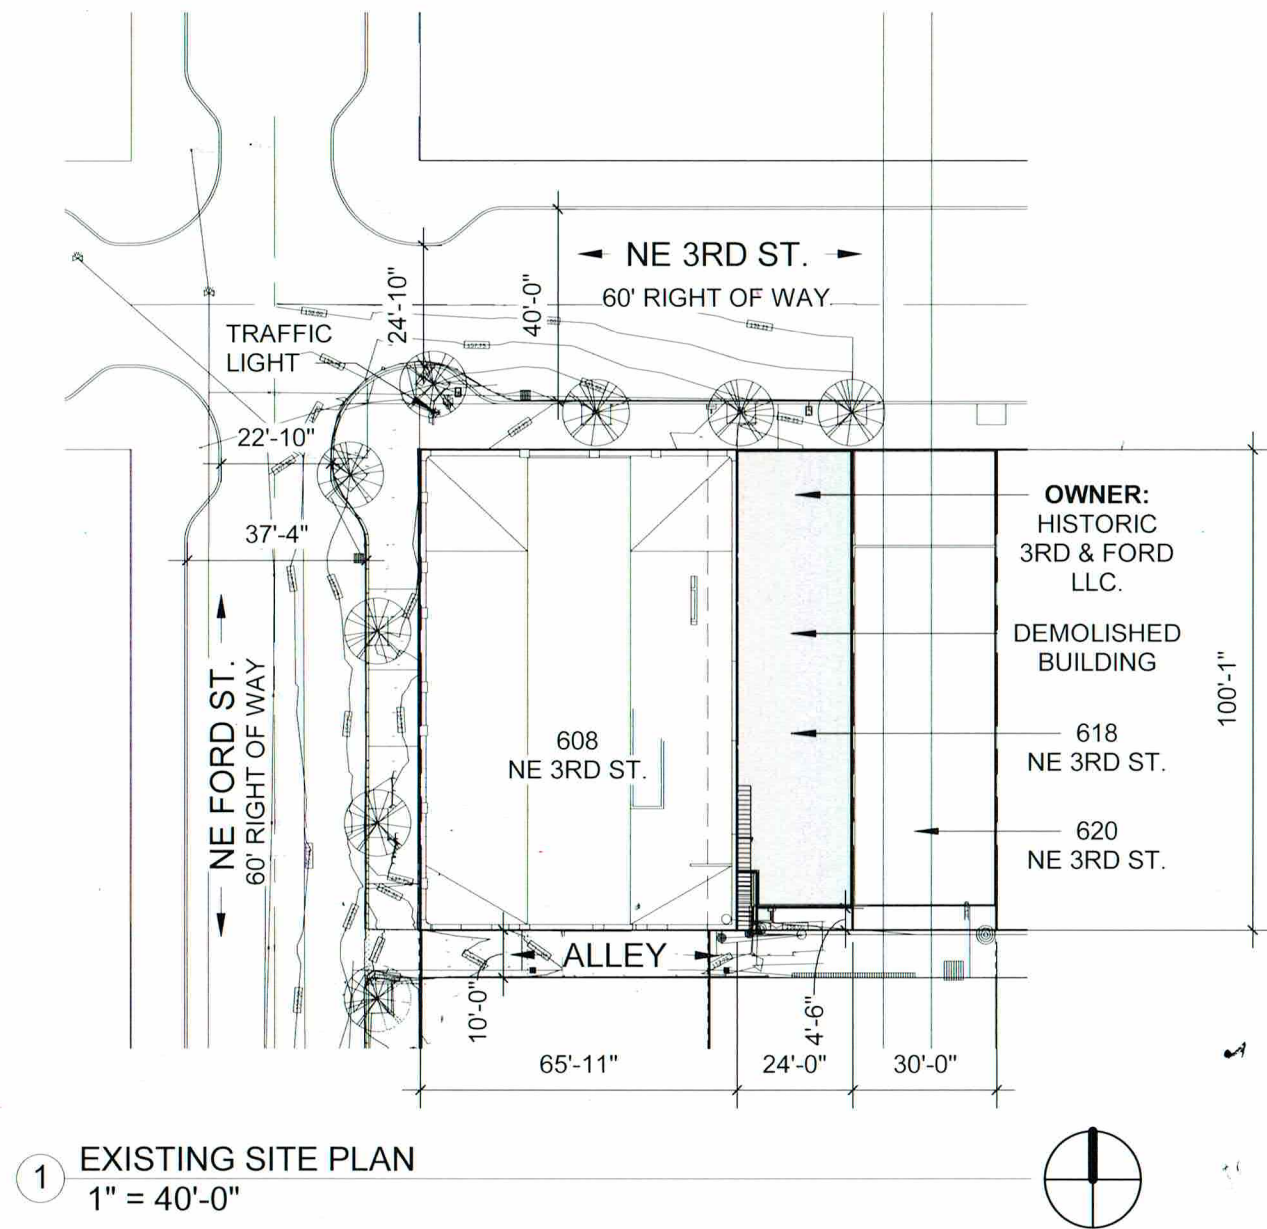 NE 3RD ST.
60' RIGHT OF WAY
24'-10"
40'-0"
TRAFFIC
LIGHT
22'-10"
37'-4"
OWNER:
HISTORIC
3RD & FORD
LLC.
DEMOLISHED
BUILDING
100'-1"
NE FORD ST.
60' RIGHT OF WAY
608
NE 3RD ST.
618
NE 3RD ST.
620
NE 3RD ST.
ALLEY
10'-0"
4'-6"
65'-11"
24'-0"
30'-0"
1
EXISTING SITE PLAN
1" = 40'-0"